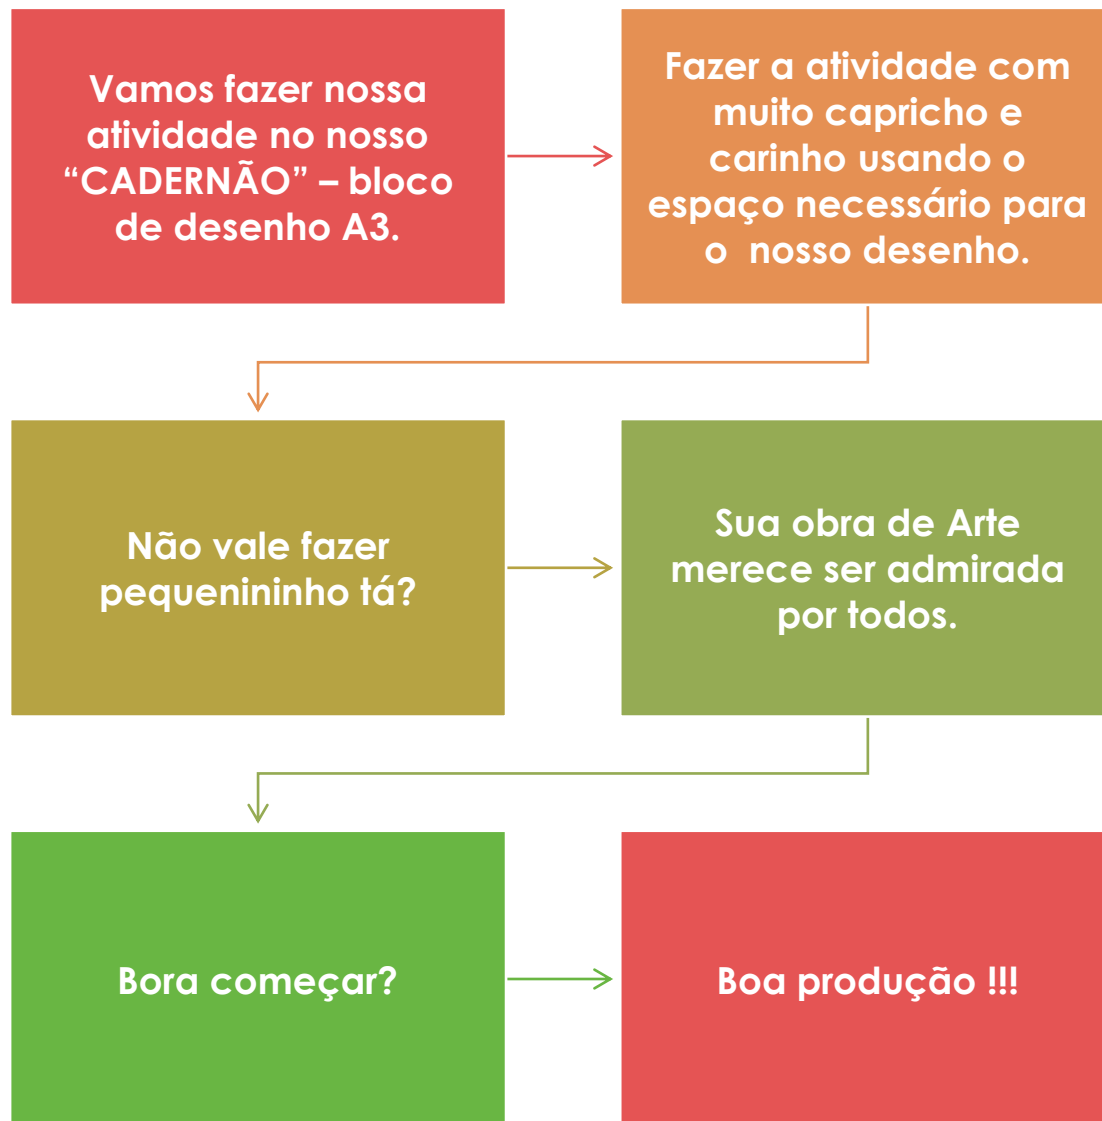 Vamos fazer nossa
atividade no nosso
“CADERNÃO” – bloco
de desenho A3.
Fazer a atividade com
muito capricho e
carinho usando o
espaço necessário para
o  nosso desenho.
Não vale fazer
pequenininho tá?
Sua obra de Arte
merece ser admirada
por todos.
Bora começar?
Boa produção !!!